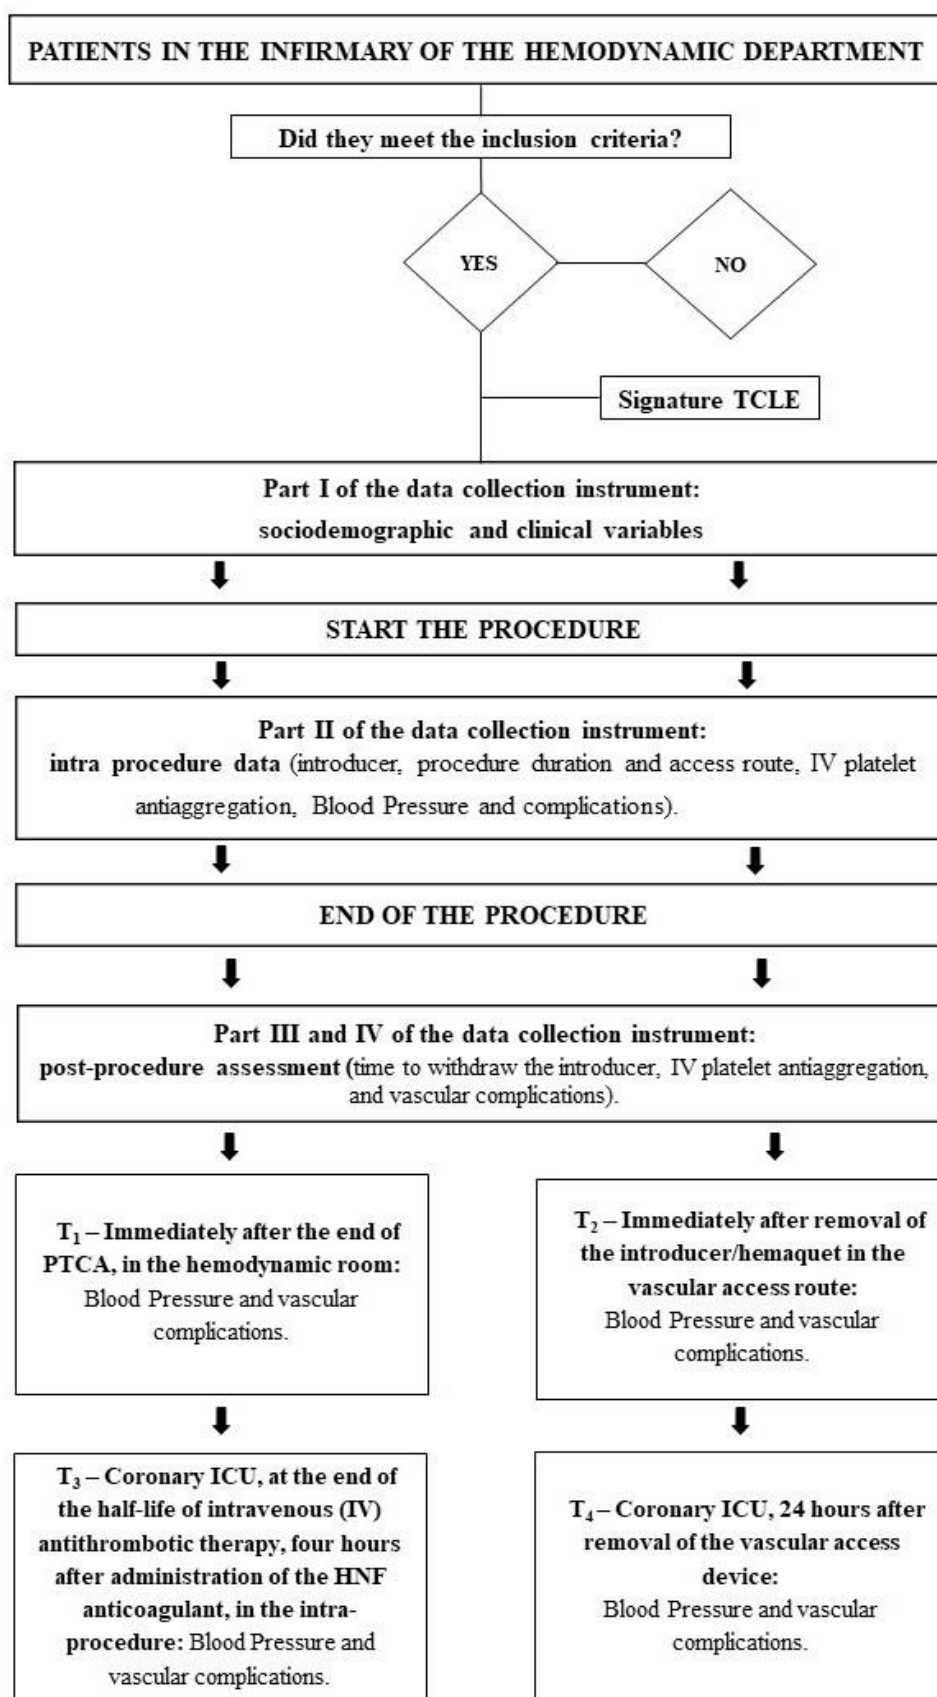 PATIENTS IN THE INFIRMARY OF THE HEMODYNAMIC DEPARTMENT
Did they meet the inclusion criteria?
YES
NO
Signature TCLE
Part I of the data collection instrument:
sociodemographic and clinical variables
START THE PROCEDURE
Part II of the data collection instrument:
intra procedure data (introducer, procedure duration and access route, IV platelet
antiaggregation, Blood Pressure and complications).
END OF THE PROCEDURE
Part III and IV of the data collection instrument:
post-procedure assessment (time to withdraw the introducer, IV platelet antiaggregation,
and vascular complications).
T₁ – Immediately after the end of
PTCA, in the hemodynamic room:
Blood Pressure and vascular
complications.
T₂ – Immediately after removal of
the introducer/hemaquet in the
vascular access route:
Blood Pressure and vascular
complications.
T₃ – Coronary ICU, at the end of
the half-life of intravenous (IV)
antithrombotic therapy, four hours
after administration of the HNF
anticoagulant, in the intra-
procedure: Blood Pressure and
vascular complications.
T₄ – Coronary ICU, 24 hours after
removal of the vascular access
device:
Blood Pressure and vascular
complications.